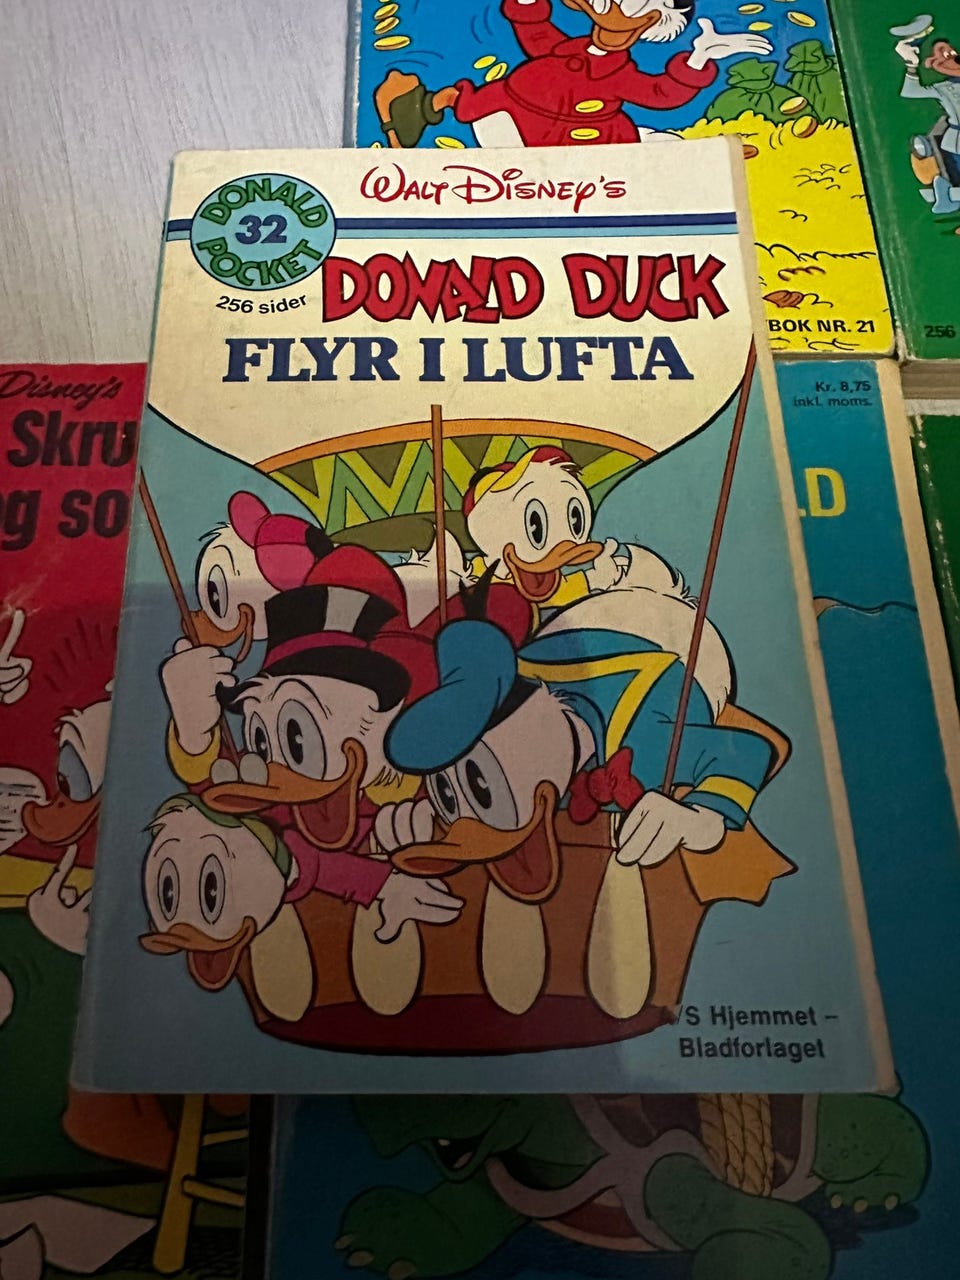 WALT DISNEY'S
DONALD
32
POCKET
256 sider
DONALD DUCK
FLYR I LUFTA
/S Hjemmet –
Bladforlaget
BOK NR. 21
256
Disney's
Skru
g so
Kr. 8,75
inkl. moms.
LD